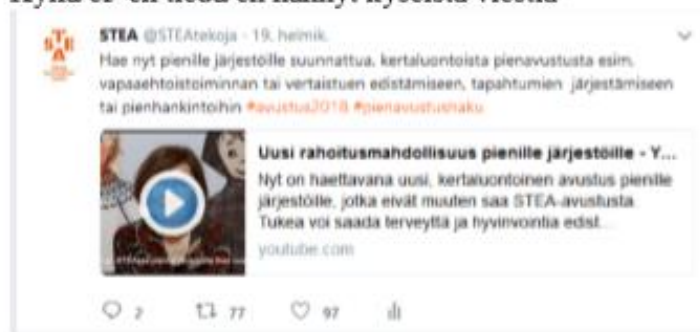 STEA @STEAtekoja · 19. helmik.
Hae nyt pienille järjestöille suunnattua, kertaluontoista pienavustusta esim.
vapaaehtoistoiminnan tai vertaistuen edistämiseen, tapahtumien järjestämiseen
tai pienhankintoihin #avustus2018 #pienavustushaku
Uusi rahoitusmahdollisuus pienille järjestöille - Y...
Nyt on haettavana uusi, kertaluontoinen avustus pienille
järjestöille, jotka eivät muuten saa STEA-avustusta.
Tukea voi saada terveyttä ja hyvinvointia edist...
youtube.com
2 77 97